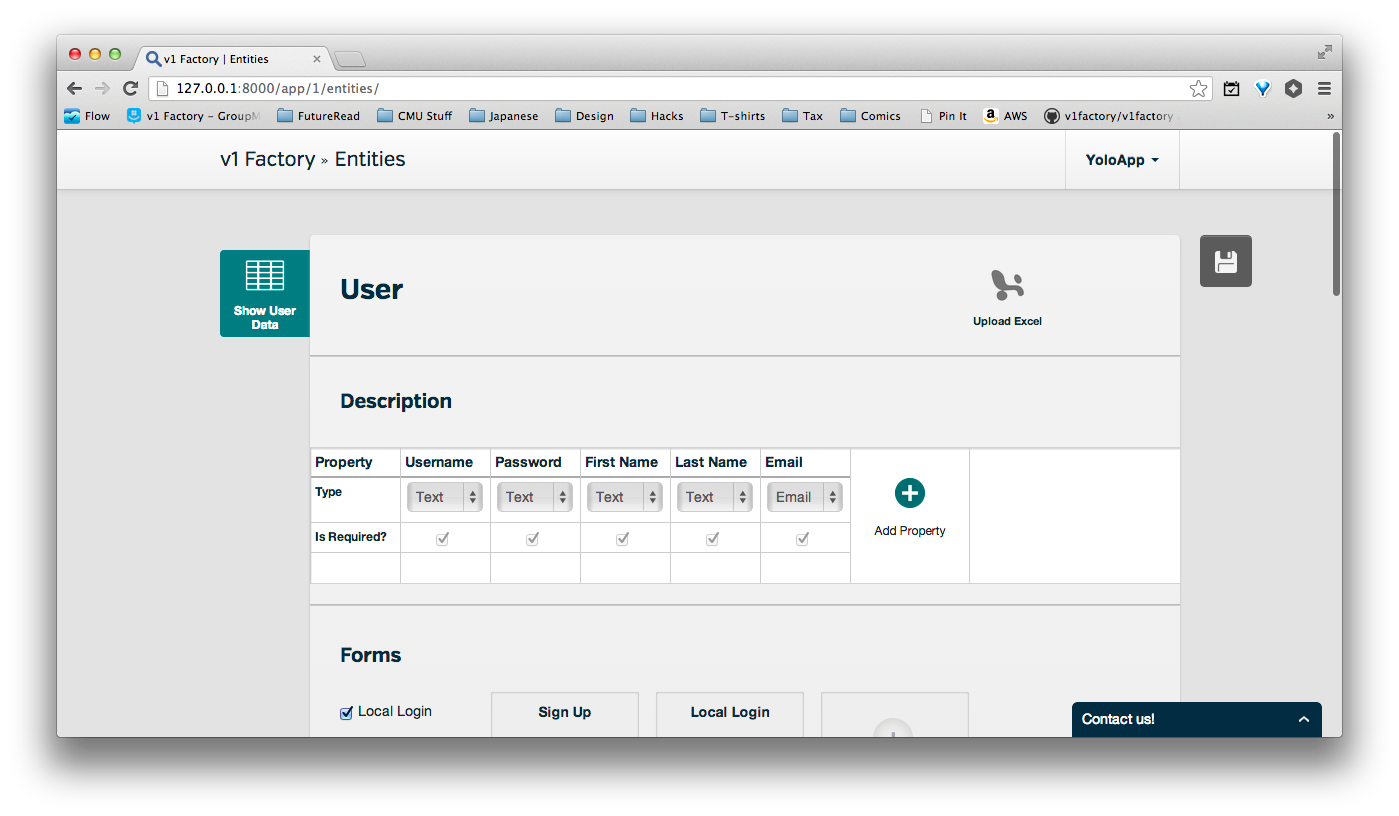 v1 Factory | Entities
127.0.0.1:8000/app/1/entities/
Flow v1 Factory – GroupM FutureRead CMU Stuff Japanese Design Hacks T-shirts Tax Comics Pin It AWS v1factory/v1factory »
v1 Factory » Entities
YoloApp
Show User
Data
User
Upload Excel
Description
Property Username Password First Name Last Name Email
Type Text Text Text Text Email
Add Property
Is Required?
Forms
Local Login
Sign Up
Local Login
Contact us!